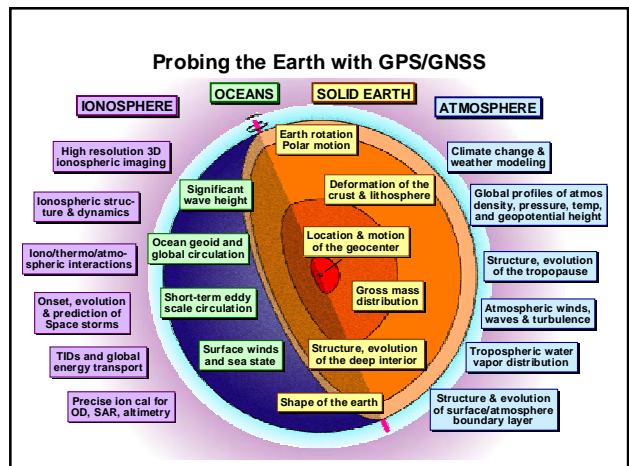 Probing the Earth with GPS/GNSS
IONOSPHERE
OCEANS
SOLID EARTH
ATMOSPHERE
High resolution 3D
ionospheric imaging
Ionospheric struc-
ture & dynamics
Iono/thermo/atmo-
spheric interactions
Onset, evolution
& prediction of
Space storms
TIDs and global
energy transport
Precise ion cal for
OD, SAR, altimetry
Significant
wave height
Ocean geoid and
global circulation
Short-term eddy
scale circulation
Surface winds
and sea state
Earth rotation
Polar motion
Deformation of the
crust & lithosphere
Location & motion
of the geocenter
Gross mass
distribution
Structure, evolution
of the deep interior
Shape of the earth
Climate change &
weather modeling
Global profiles of atmos
density, pressure, temp,
and geopotential height
Structure, evolution
of the tropopause
Atmospheric winds,
waves & turbulence
Tropospheric water
vapor distribution
Structure & evolution
of surface/atmosphere
boundary layer